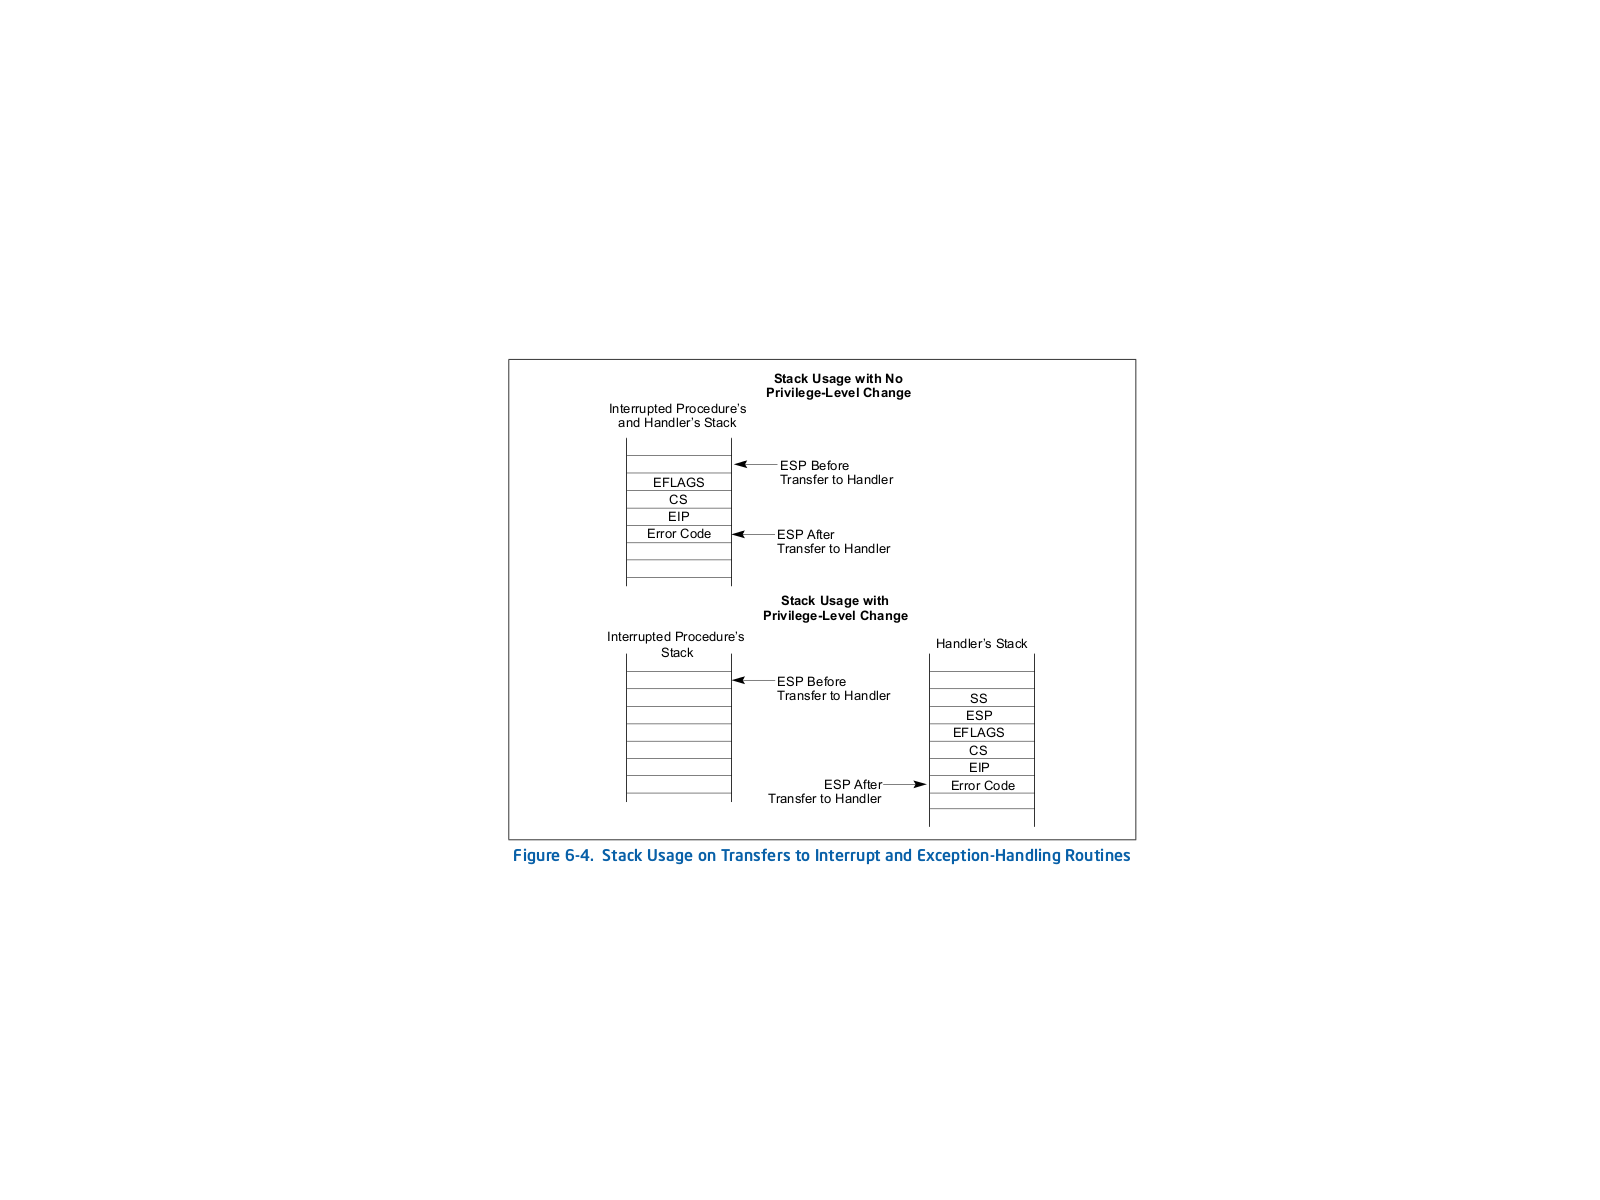 Stack Usage with No
Privilege-Level Change
Interrupted Procedure's
and Handler's Stack
ESP Before
Transfer to Handler
EFLAGS
CS
EIP
Error Code
ESP After
Transfer to Handler
Stack Usage with
Privilege-Level Change
Interrupted Procedure's
Stack
Handler's Stack
ESP Before
Transfer to Handler
SS
ESP
EFLAGS
CS
EIP
ESP After
Transfer to Handler
Error Code
Figure 6-4. Stack Usage on Transfers to Interrupt and Exception-Handling Routines